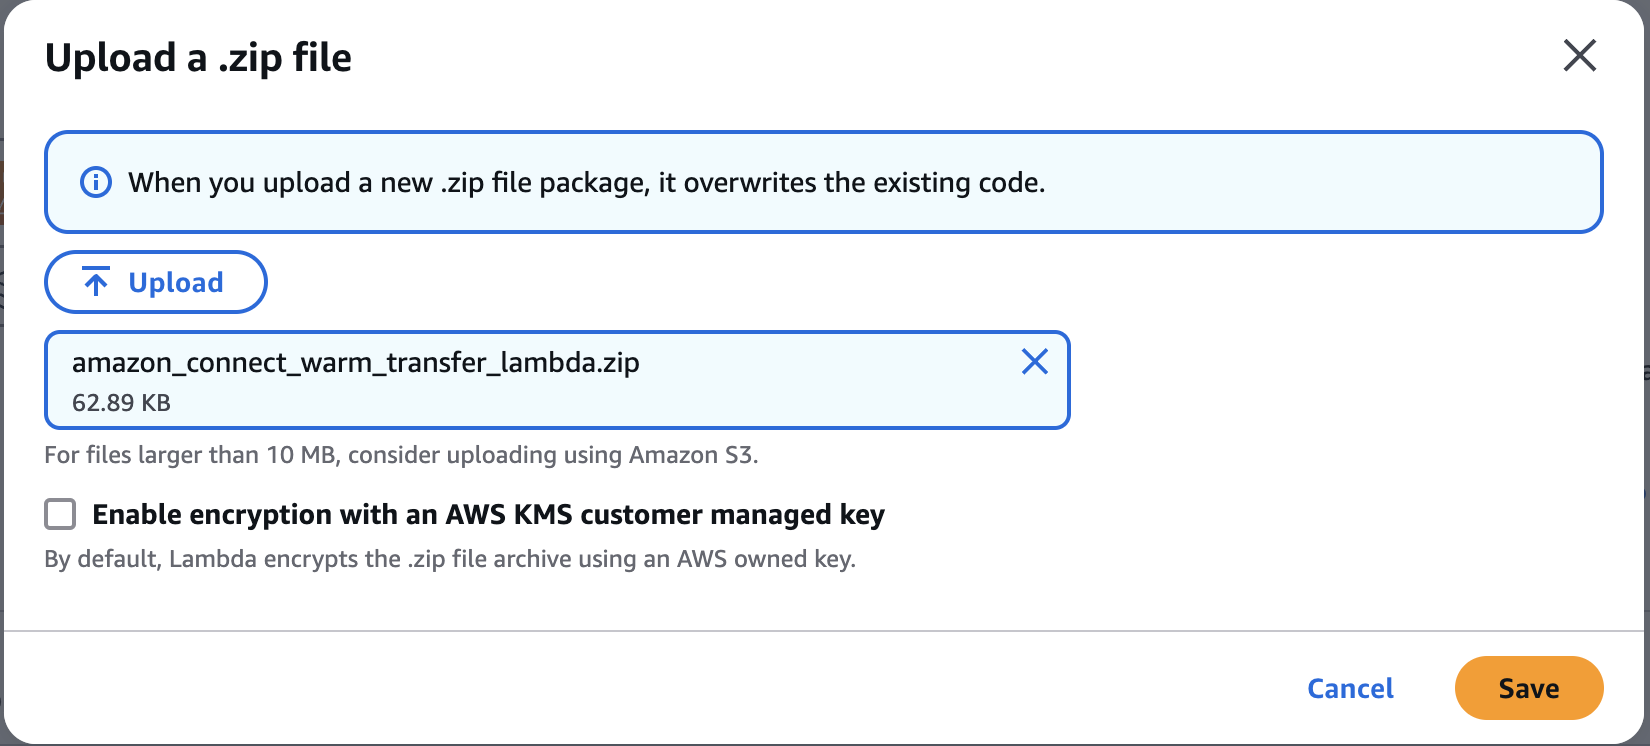 Upload a .zip file
When you upload a new .zip file package, it overwrites the existing code.
Upload
amazon_connect_warm_transfer_lambda.zip
62.89 KB
For files larger than 10 MB, consider uploading using Amazon S3.
Enable encryption with an AWS KMS customer managed key
By default, Lambda encrypts the .zip file archive using an AWS owned key.
Cancel
Save